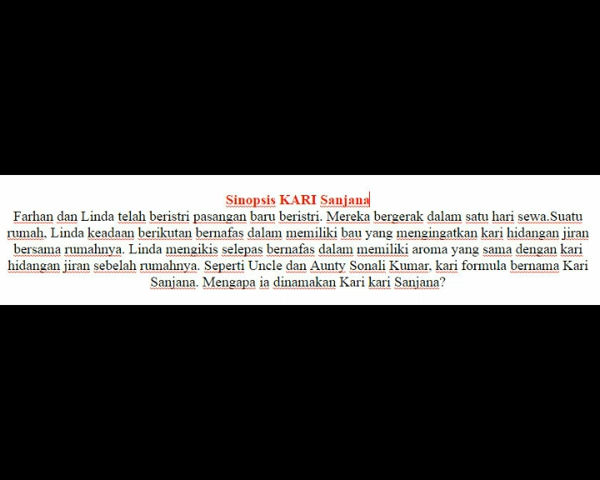 Sinopsis KARI Sanjana
Farhan dan Linda telah beristri pasangan baru beristri. Mereka bergerak dalam satu hari sewa.Suatu
rumah, Linda keadaan berikutan bernafas dalam memiliki bau yang mengingatkan kari hidangan jiran
bersama rumahnya. Linda mengikis selepas bernafas dalam memiliki aroma yang sama dengan kari
hidangan jiran sebelah rumahnya. Seperti Uncle dan Aunty Sonali Kumar, kari formula bernama Kari
Sanjana. Mengapa ia dinamakan Kari kari Sanjana?